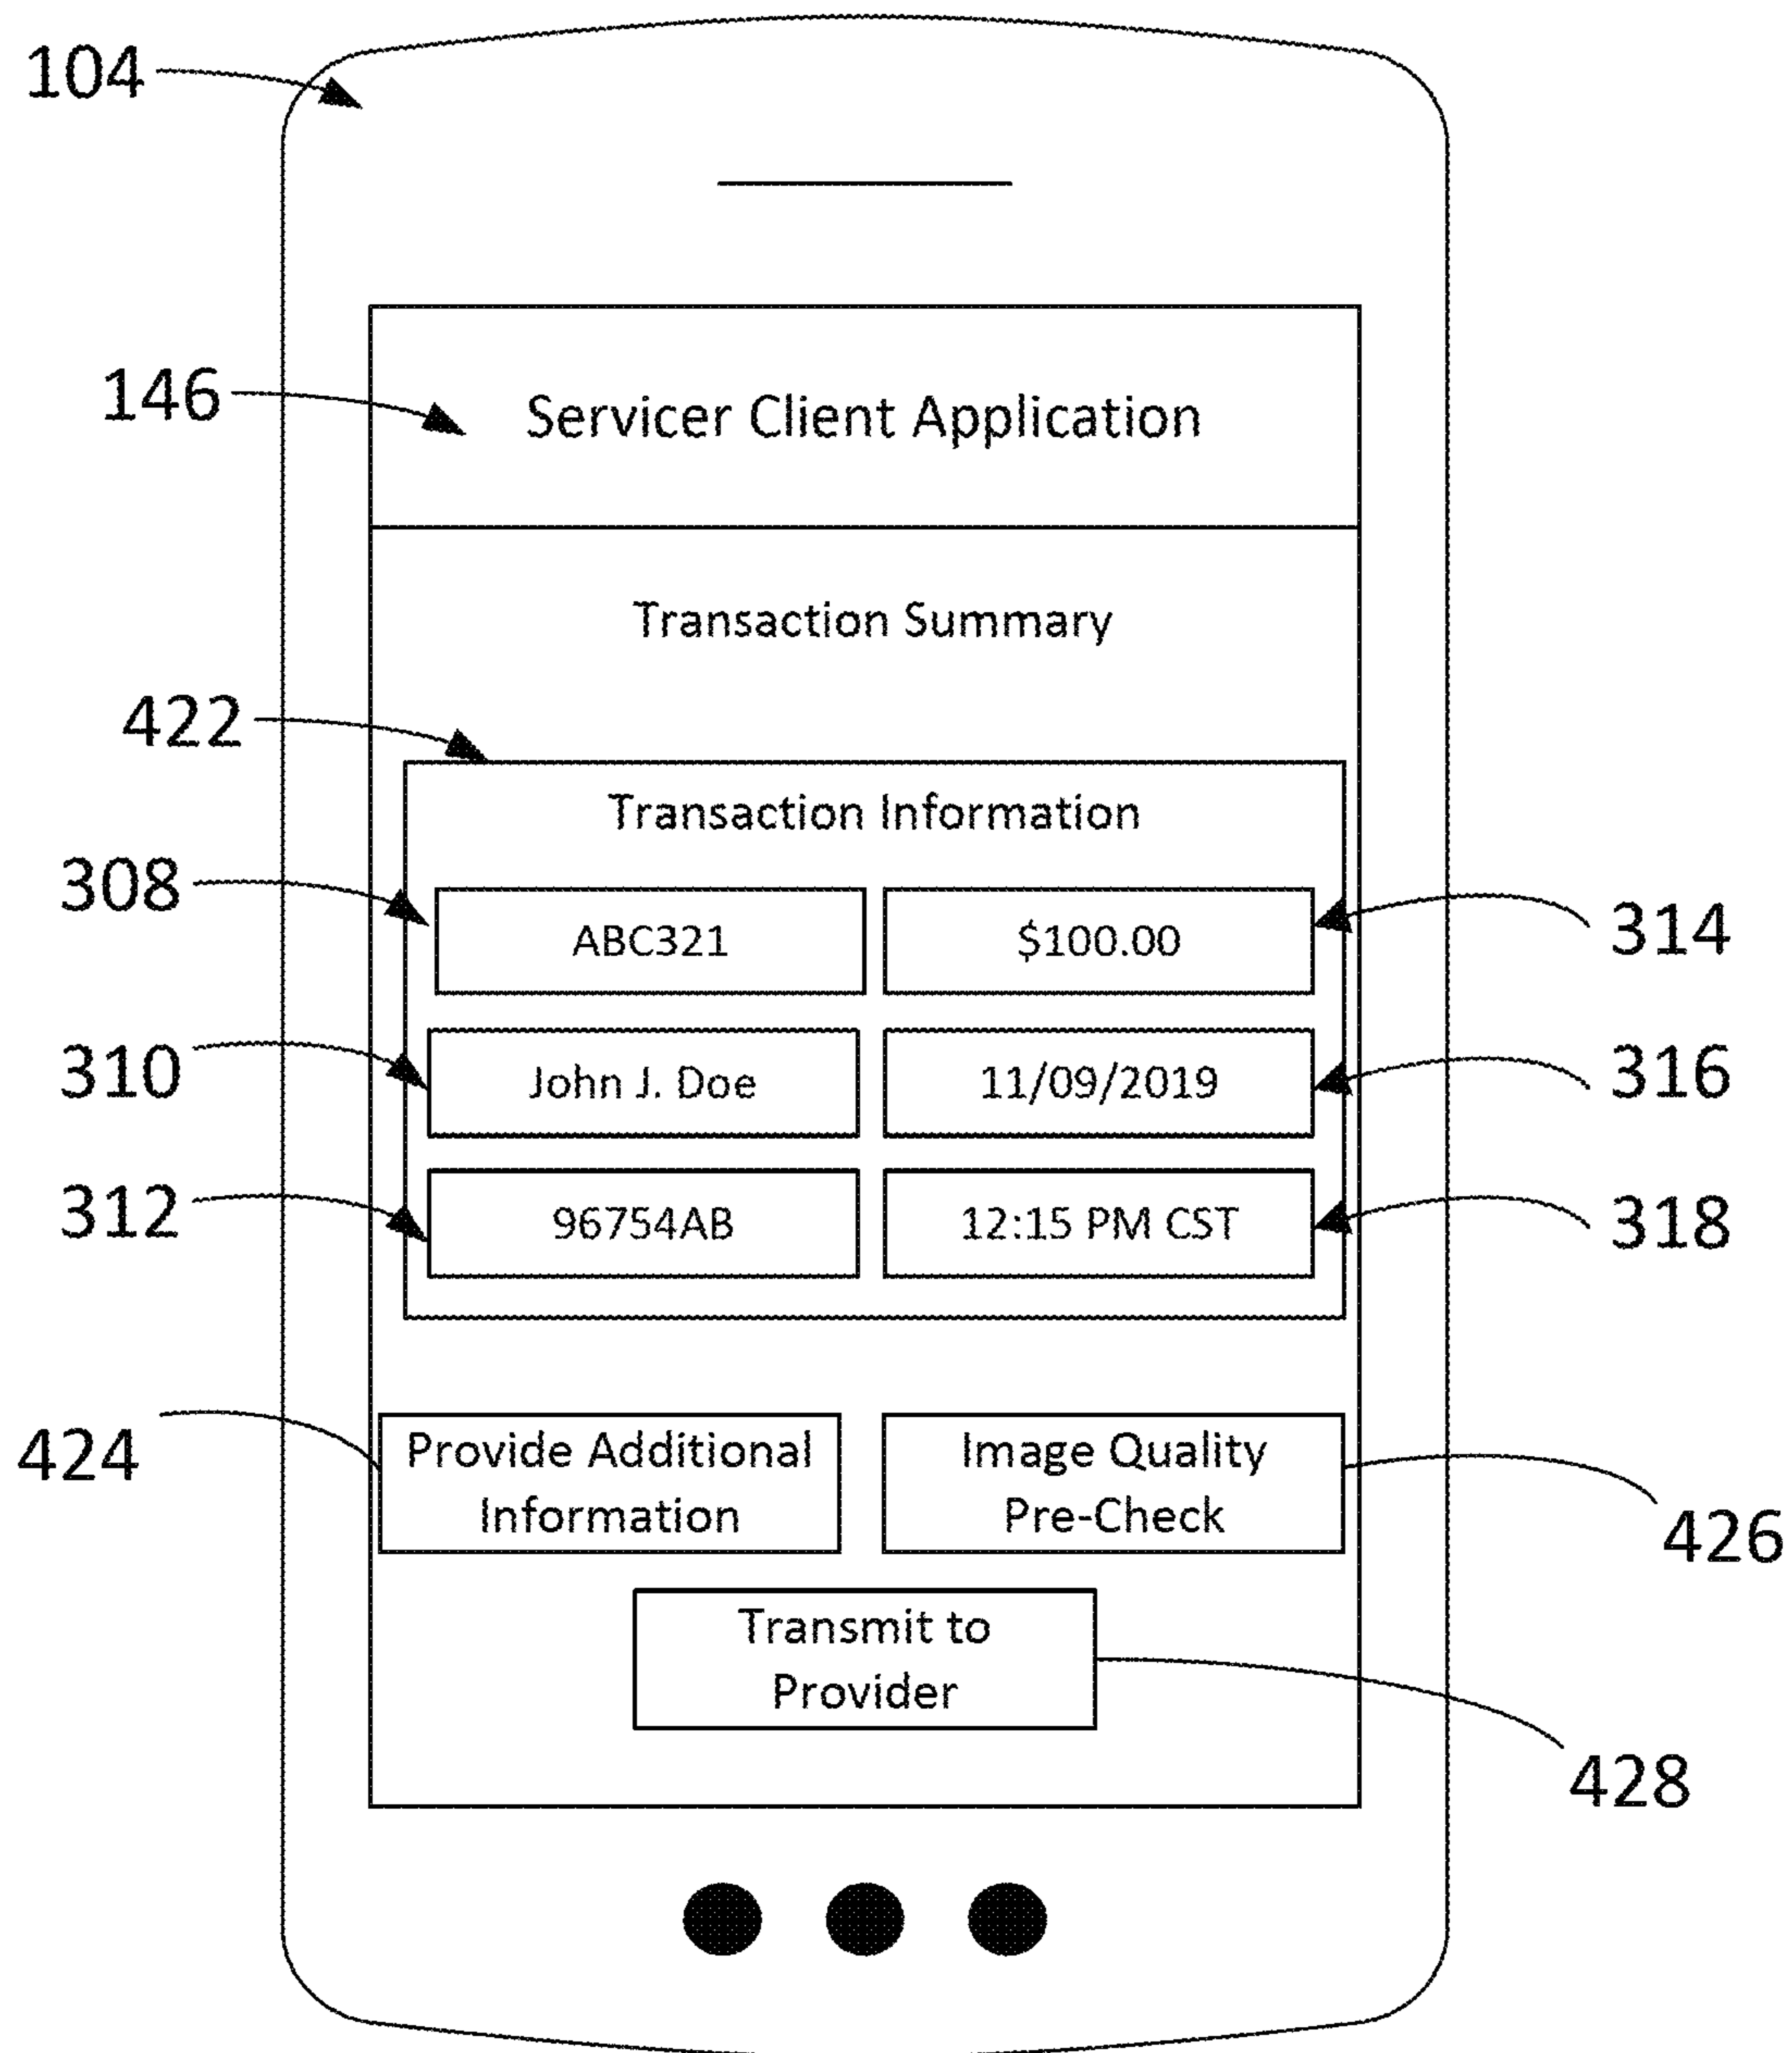 104
146
Servicer Client Application
Transaction Summary
422
Transaction Information
308
ABC321
$100.00
314
310
John J. Doe
11/09/2019
316
312
96754AB
12:15 PM CST
318
424
Provide Additional
Information
Image Quality
Pre-Check
426
Transmit to
Provider
428